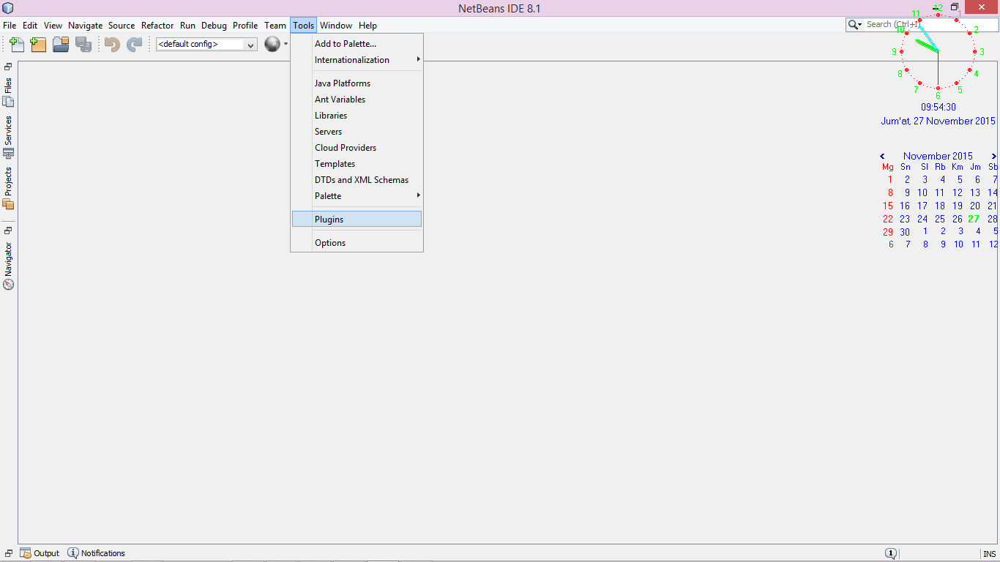 NetBeans IDE 8.1
File Edit View Navigate Source Refactor Run Debug Profile Team Tools Window Help
Search (Ctrl+I)
<default config>
Add to Palette...
Internationalization
Java Platforms
Ant Variables
Libraries
Servers
Cloud Providers
Templates
DTDs and XML Schemas
Palette
Plugins
Options
Files
Services
Projects
Navigator
12
1
2
3
4
5
6
7
8
9
10
11
09:54:30
Jum'at, 27 November 2015
< November 2015 >
Mg Sn Sl Rb Km Jm Sb
1 2 3 4 5 6 7
8 9 10 11 12 13 14
15 16 17 18 19 20 21
22 23 24 25 26 27 28
29 30 1 2 3 4 5
6 7 8 9 10 11 12
Output Notifications
1
INS